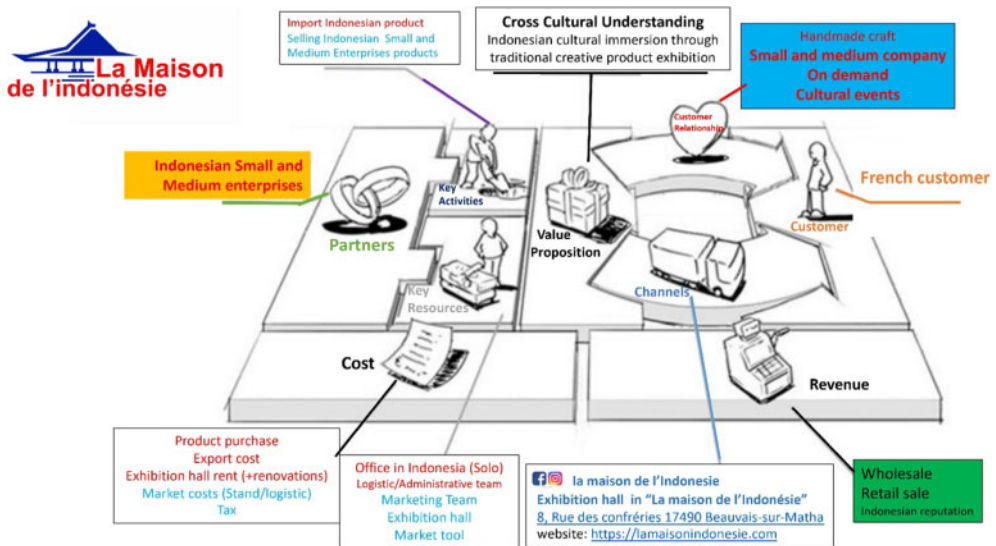 La Maison
de l'indonésie
Import Indonesian product
Selling Indonesian Small and
Medium Enterprises products
Cross Cultural Understanding
Indonesian cultural immersion through
traditional creative product exhibition
Handmade craft
Small and medium company
On demand
Cultural events
Customer
Relationship
Indonesian Small and
Medium enterprises
Key
Activities
French customer
Partners
Value
Proposition
Customer
Key
Resources
Channels
Cost
Revenue
Product purchase
Export cost
Exhibition hall rent (+renovations)
Market costs (Stand/logistic)
Tax
Office in Indonesia (Solo)
Logistic/Administrative team
Marketing Team
Exhibition hall
Market tool
la maison de l'Indonesie
Exhibition hall in "La maison de l'Indonésie"
8, Rue des confréries 17490 Beauvais-sur-Matha
website: https://lamaisonindonesie.com
Wholesale
Retail sale
Indonesian reputation